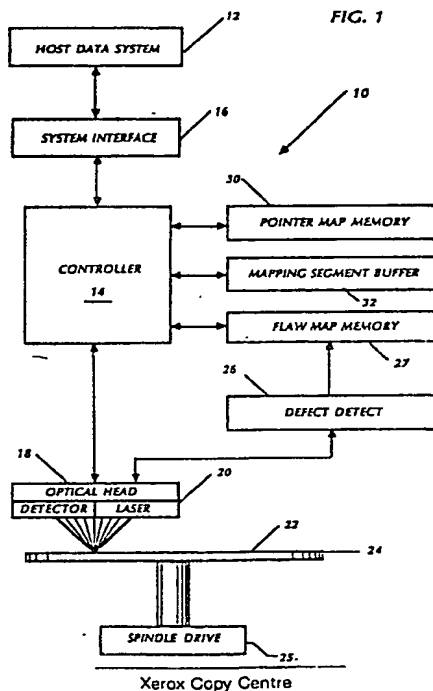 FIG. 1
12
HOST DATA SYSTEM
16
SYSTEM INTERFACE
10
30
POINTER MAP MEMORY
CONTROLLER
14
MAPPING SEGMENT BUFFER
32
FLAW MAP MEMORY
27
26
DEFECT DETECT
18
20
OPTICAL HEAD
DETECTOR LASER
22
24
SPINDLE DRIVE
25
Xerox Copy Centre